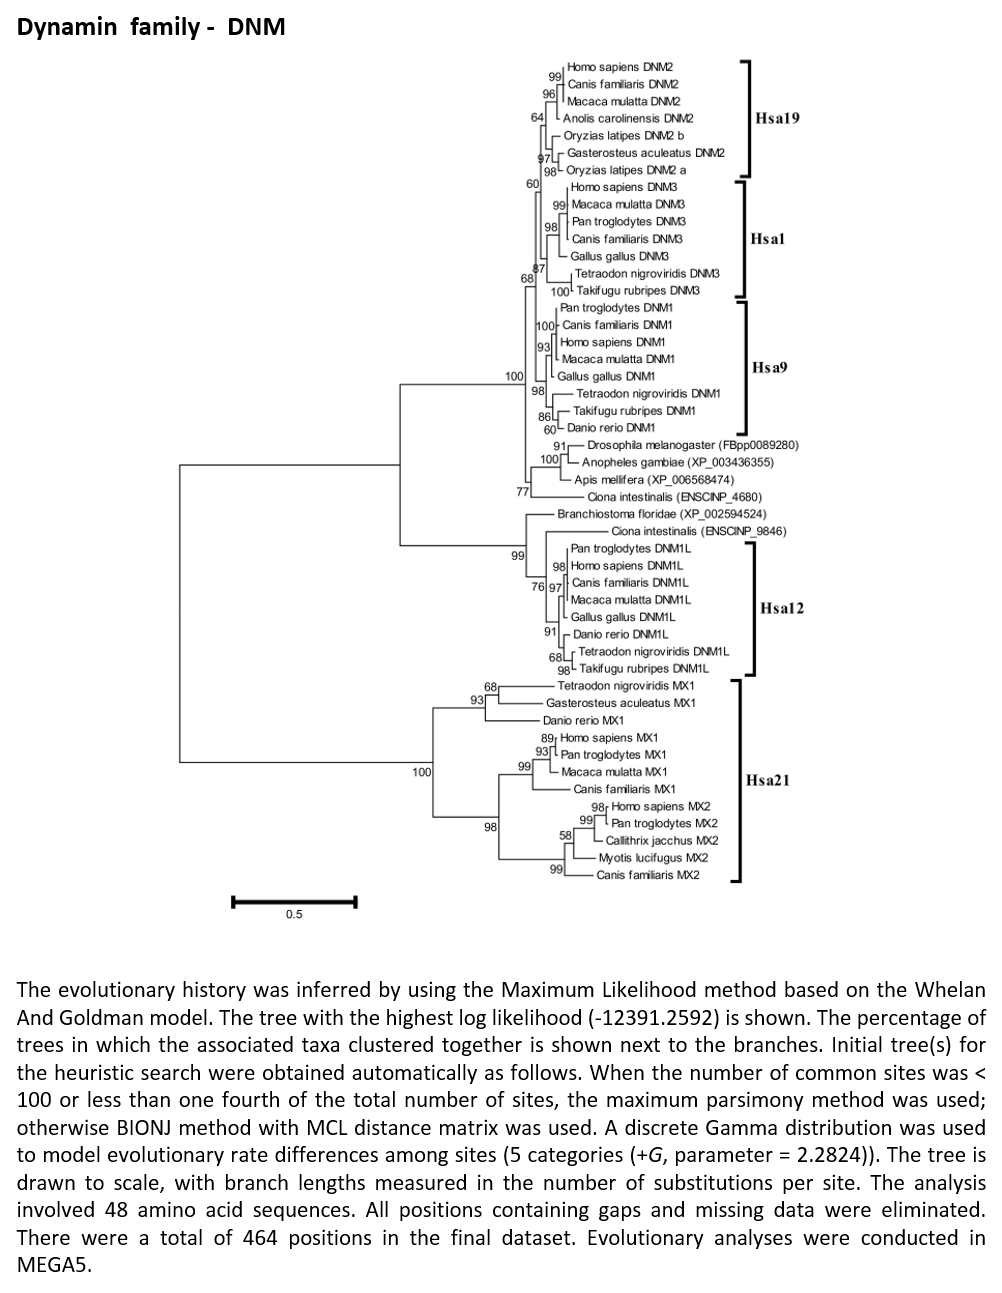 Dynamin family - DNM
Homo sapiens DNM2
99
Canis familiaris DNM2
96
Macaca mulatta DNM2
64
Anolis carolinensis DNM2
Hsa19
Oryzias latipes DNM2 b
Gasterosteus aculeatus DNM2
97
98
Oryzias latipes DNM2 a
60
Homo sapiens DNM3
99
Macaca mulatta DNM3
Pan troglodytes DNM3
98
Canis familiaris DNM3
Hsa1
Gallus gallus DNM3
87
Tetraodon nigroviridis DNM3
68
100
Takifugu rubripes DNM3
Pan troglodytes DNM1
100
Canis familiaris DNM1
Homo sapiens DNM1
93
Macaca mulatta DNM1
Hsa9
100
Gallus gallus DNM1
98
Tetraodon nigroviridis DNM1
Takifugu rubripes DNM1
86
60
Danio rerio DNM1
91
Drosophila melanogaster (FBpp0089280)
100
Anopheles gambiae (XP_003436355)
Apis mellifera (XP_006568474)
77
Ciona intestinalis (ENSCINP_4680)
Branchiostoma floridae (XP_002594524)
Ciona intestinalis (ENSCINP_9846)
99
Pan troglodytes DNM1L
98
Homo sapiens DNM1L
76
97
Canis familiaris DNM1L
Macaca mulatta DNM1L
Hsa12
Gallus gallus DNM1L
91
Danio rerio DNM1L
Tetraodon nigroviridis DNM1L
68
98
Takifugu rubripes DNM1L
68
Tetraodon nigroviridis MX1
93
Gasterosteus aculeatus MX1
Danio rerio MX1
89
Homo sapiens MX1
93
Pan troglodytes MX1
99
Macaca mulatta MX1
100
Hsa21
Canis familiaris MX1
98
Homo sapiens MX2
99
Pan troglodytes MX2
98
58
Callithrix jacchus MX2
Myotis lucifugus MX2
99
Canis familiaris MX2
0.5
The evolutionary history was inferred by using the Maximum Likelihood method based on the Whelan
And Goldman model. The tree with the highest log likelihood (-12391.2592) is shown. The percentage of
trees in which the associated taxa clustered together is shown next to the branches. Initial tree(s) for
the heuristic search were obtained automatically as follows. When the number of common sites was <
100 or less than one fourth of the total number of sites, the maximum parsimony method was used;
otherwise BIONJ method with MCL distance matrix was used. A discrete Gamma distribution was used
to model evolutionary rate differences among sites (5 categories (+G, parameter = 2.2824)). The tree is
drawn to scale, with branch lengths measured in the number of substitutions per site. The analysis
involved 48 amino acid sequences. All positions containing gaps and missing data were eliminated.
There were a total of 464 positions in the final dataset. Evolutionary analyses were conducted in
MEGA5.